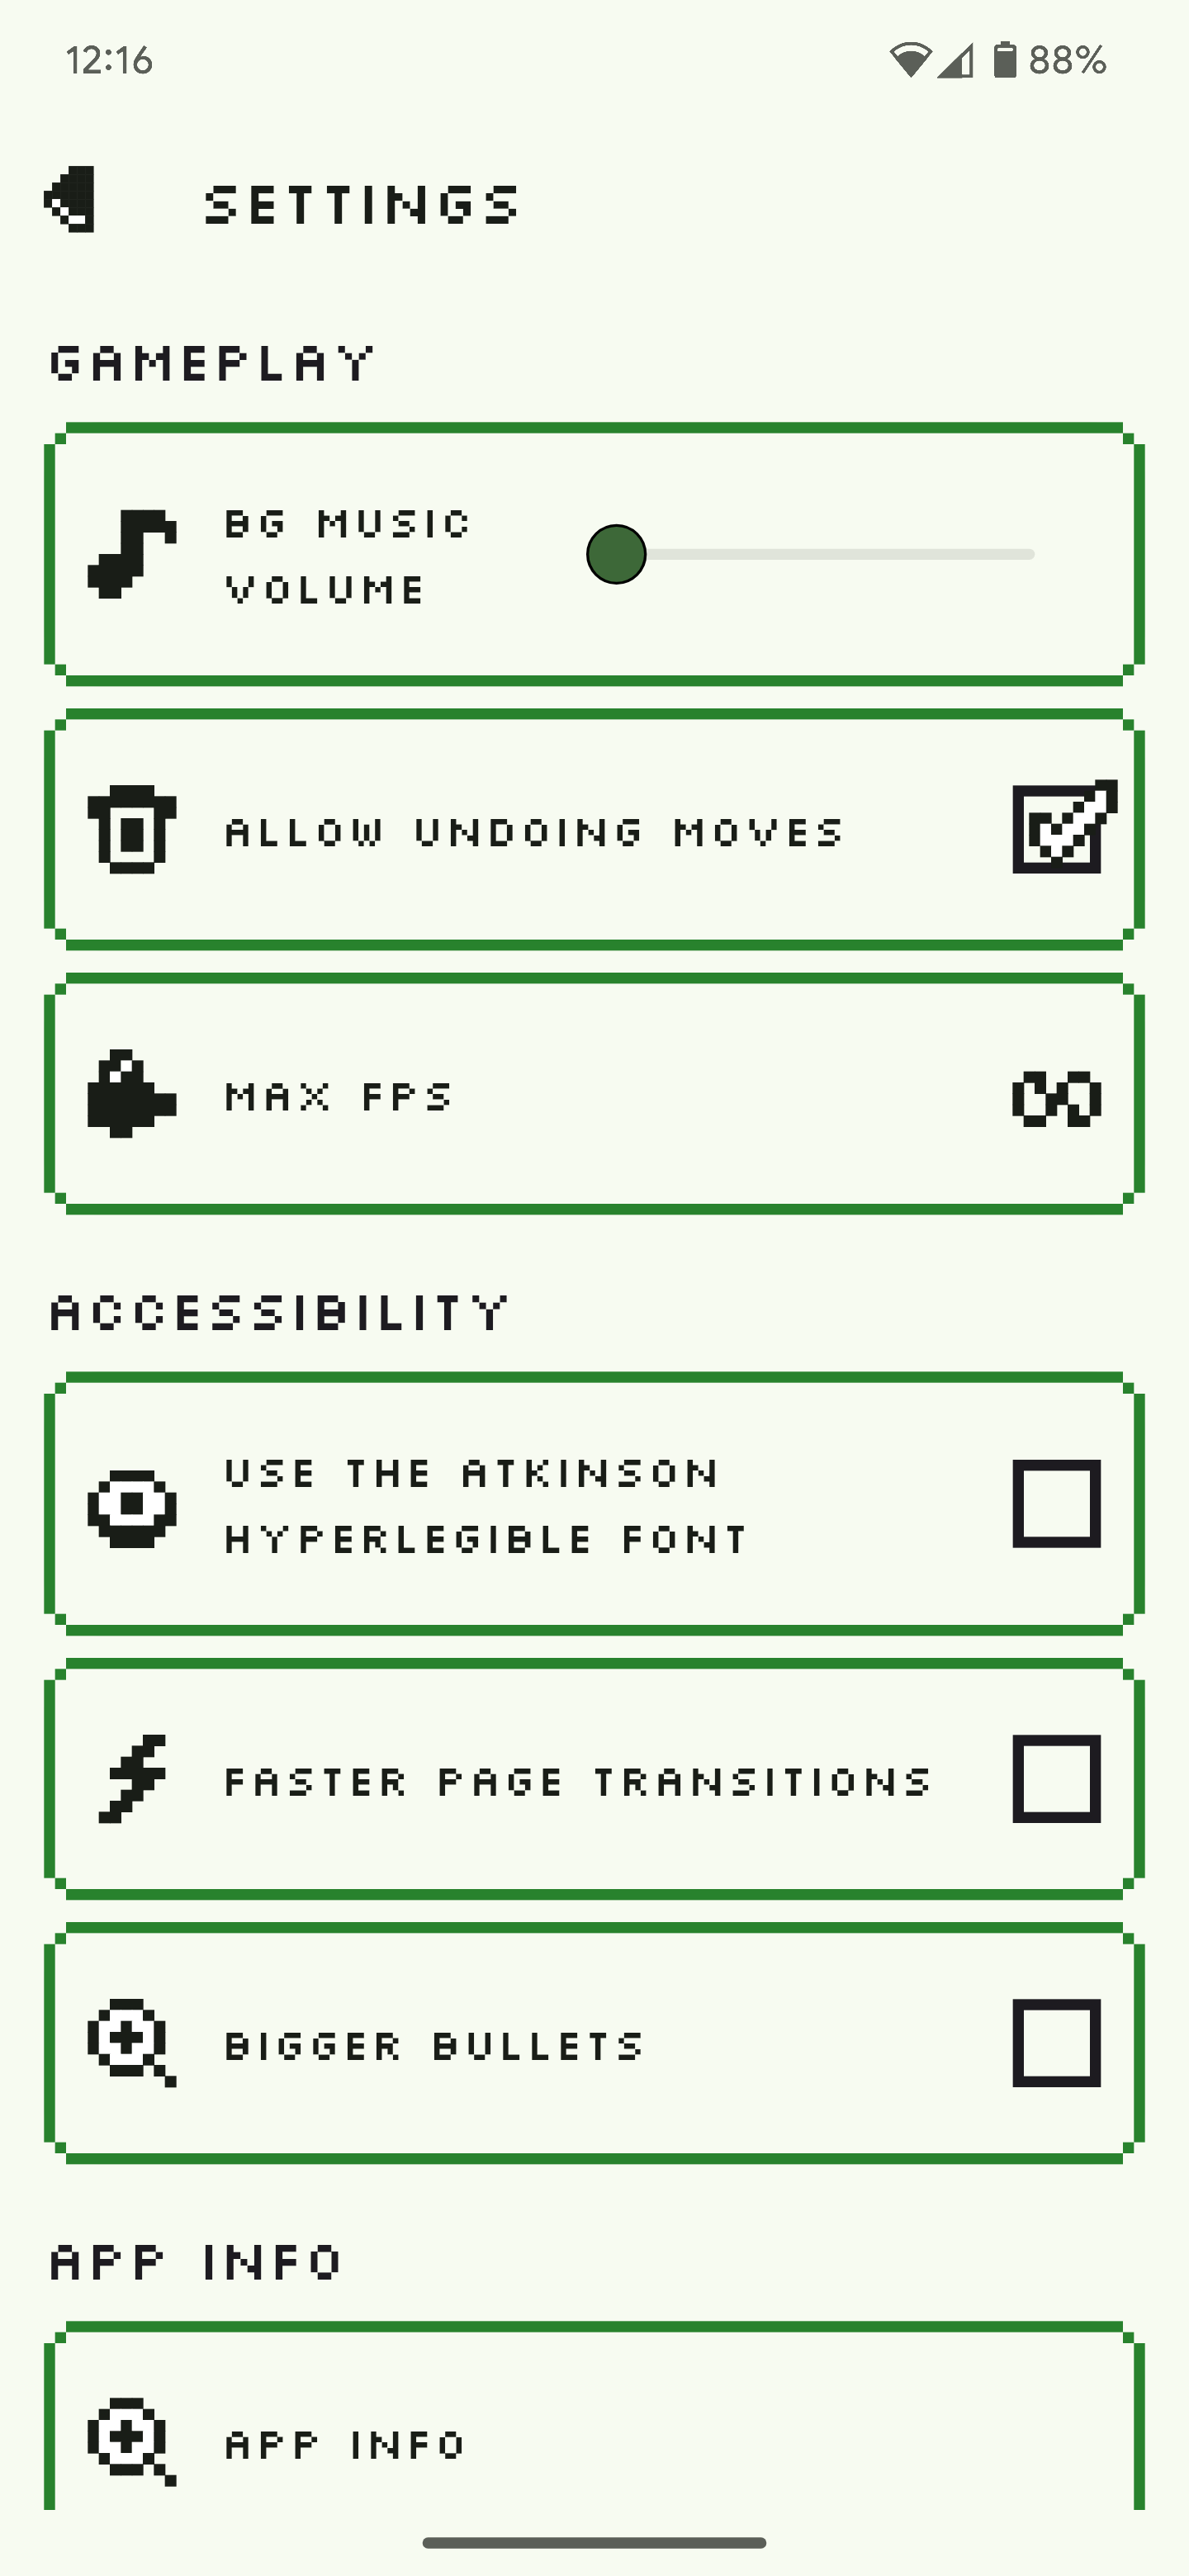 12:16
88%
SETTINGS
GAMEPLAY
BG MUSIC
VOLUME
ALLOW UNDOING MOVES
MAX FPS
∞
ACCESSIBILITY
USE THE ATKINSON
HYPERLEGIBLE FONT
FASTER PAGE TRANSITIONS
BIGGER BULLETS
APP INFO
APP INFO